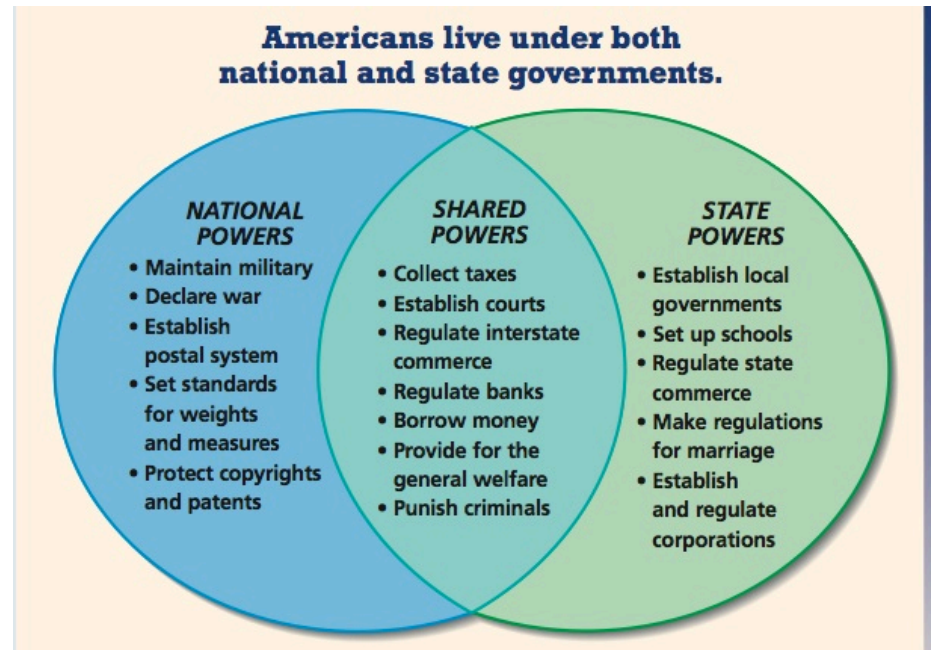 Americans live under both
national and state governments.
NATIONAL
POWERS
• Maintain military
• Declare war
• Establish
postal system
• Set standards
for weights
and measures
• Protect copyrights
and patents
SHARED
POWERS
• Collect taxes
• Establish courts
• Regulate interstate
commerce
• Regulate banks
• Borrow money
• Provide for the
general welfare
• Punish criminals
STATE
POWERS
• Establish local
governments
• Set up schools
• Regulate state
commerce
• Make regulations
for marriage
• Establish
and regulate
corporations